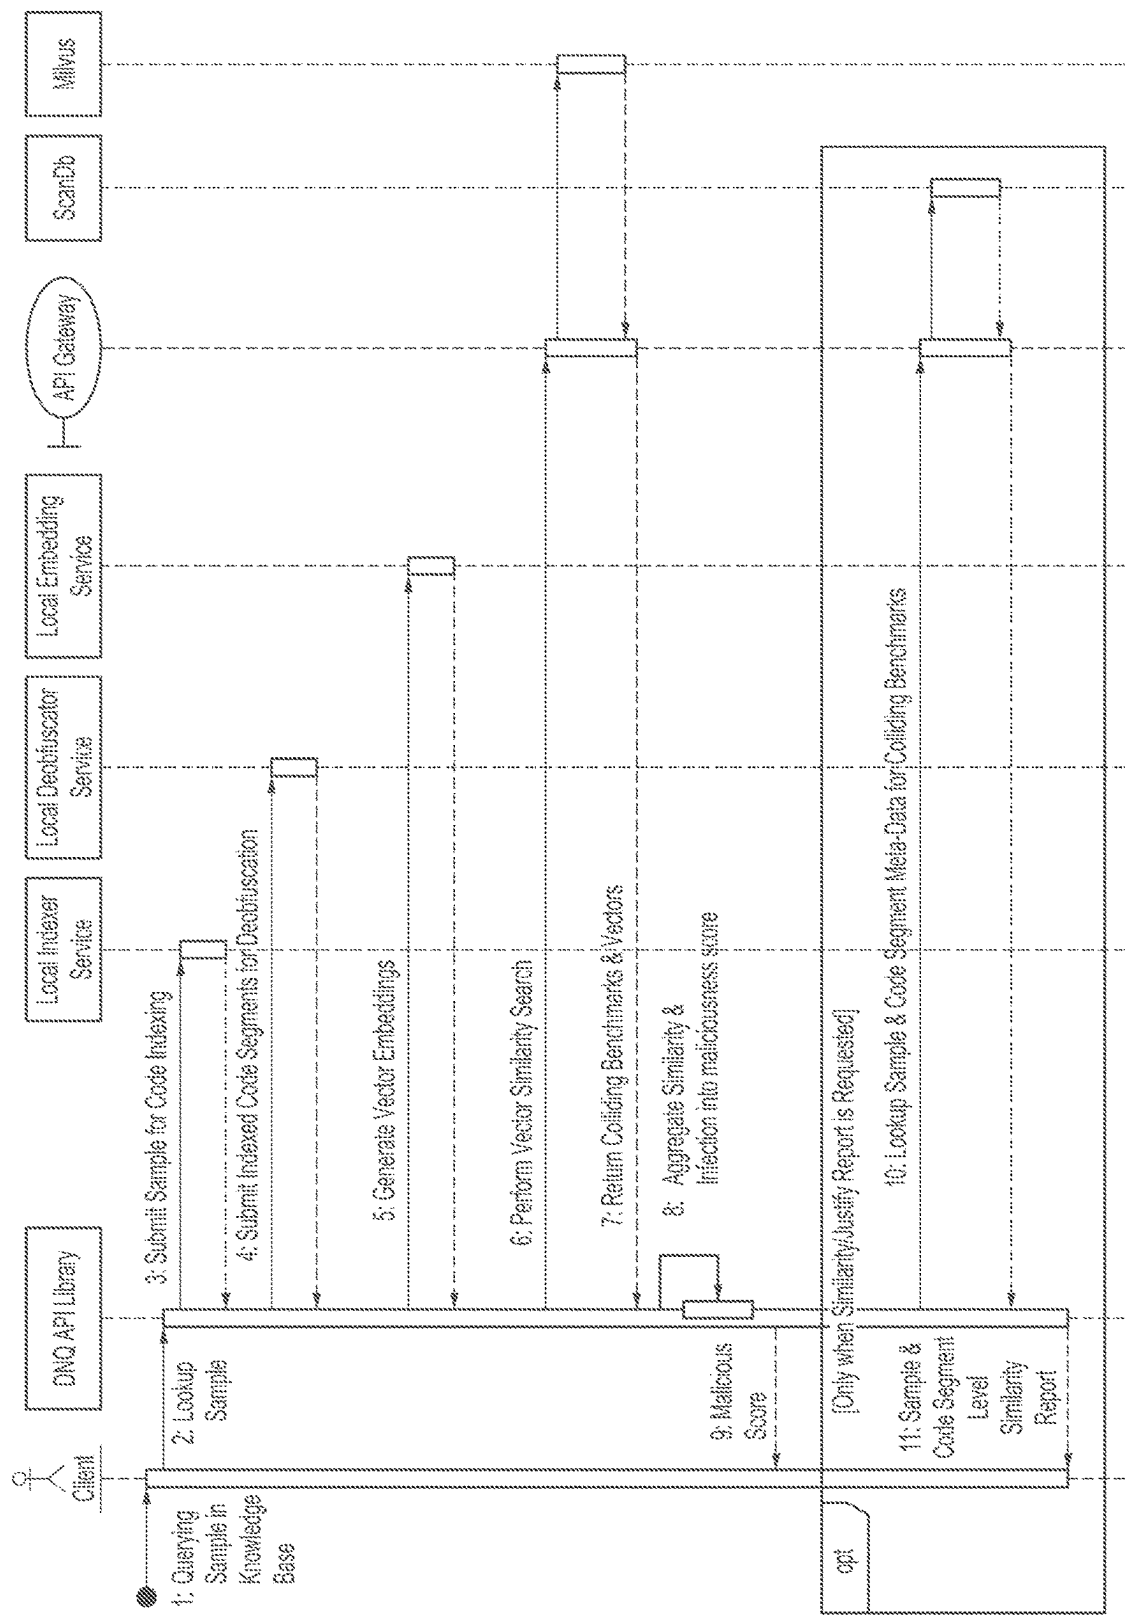 Client
DNQ API Library
Local Indexer
Service
Local Deobfuscator
Service
Local Embedding
Service
API Gateway
ScanDb
Milvus
1: Querying
Sample in
Knowledge
Base
2: Lookup
Sample
3: Submit Sample for Code Indexing
4: Submit Indexed Code Segments for Deobfuscation
5: Generate Vector Embeddings
6: Perform Vector Similarity Search
7: Return Colliding Benchmarks & Vectors
8: Aggregate Similarity &
Infection into maliciousness score
9: Malicious
Score
opt
[Only when Similarity/Justify Report is Requested]
10: Lookup Sample & Code Segment Meta-Data for Colliding Benchmarks
11: Sample &
Code Segment
Level
Similarity
Report